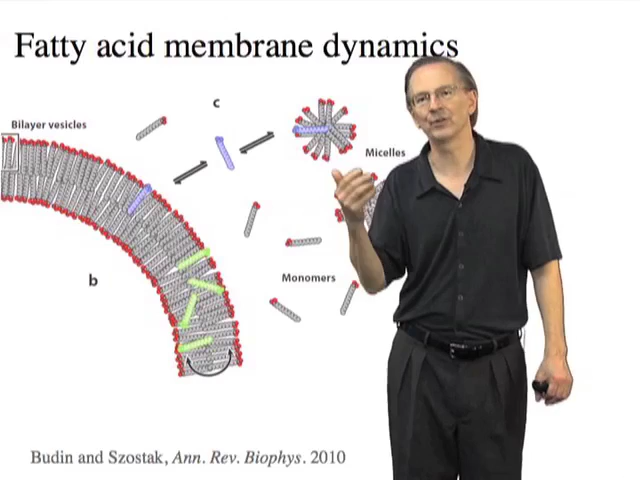 Fatty acid membrane dynamics
c
Bilayer vesicles
Micelles
b
Monomers
Budin and Szostak, Ann. Rev. Biophys. 2010